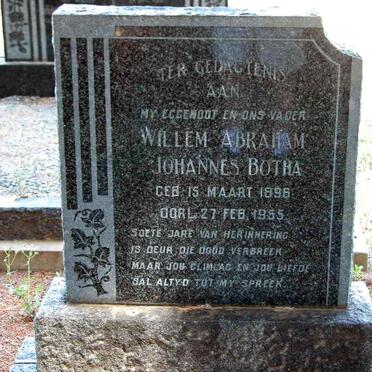 TER GEDAGTENIS
AAN
MY EGGENOOT EN ONS VADER
WILLEM ABRAHAM
JOHANNES BOTHA
GEB 15 MAART 1896
OORL 27 FEB 1955
SOETE JARE VAN HERINNERING
IS DEUR DIE DOOD VERBREEK
MAAR JOU GLIMLAG EN JOU LIEFDE
SAL ALTYD TOT MY SPREEK